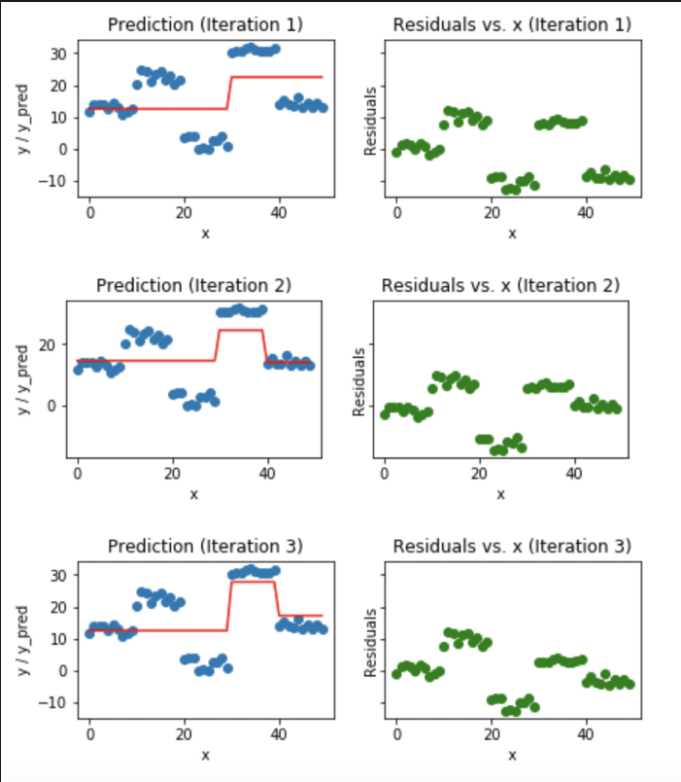 Prediction (Iteration 1)
Residuals vs. x (Iteration 1)
y / y_pred
30
20
10
0
−10
0
20
40
x
Residuals
0
20
40
x
Prediction (Iteration 2)
Residuals vs. x (Iteration 2)
y / y_pred
20
0
0
20
40
x
Residuals
0
20
40
x
Prediction (Iteration 3)
Residuals vs. x (Iteration 3)
y / y_pred
30
20
10
0
−10
0
20
40
x
Residuals
0
20
40
x